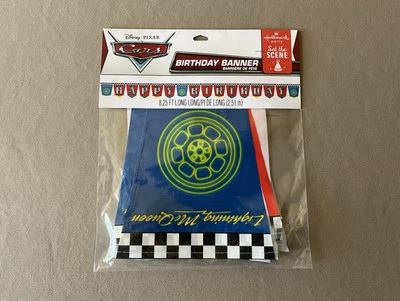 Disney · PIXAR
Cars
BIRTHDAY BANNER
BANNIÈRE DE FÊTE
Hallmark
PARTY
Set the
SCENE
HAPPY BIRTHDAY
8.25 FT LONG LONG/PI DE LONG (2.51 m)
Lightning McQueen